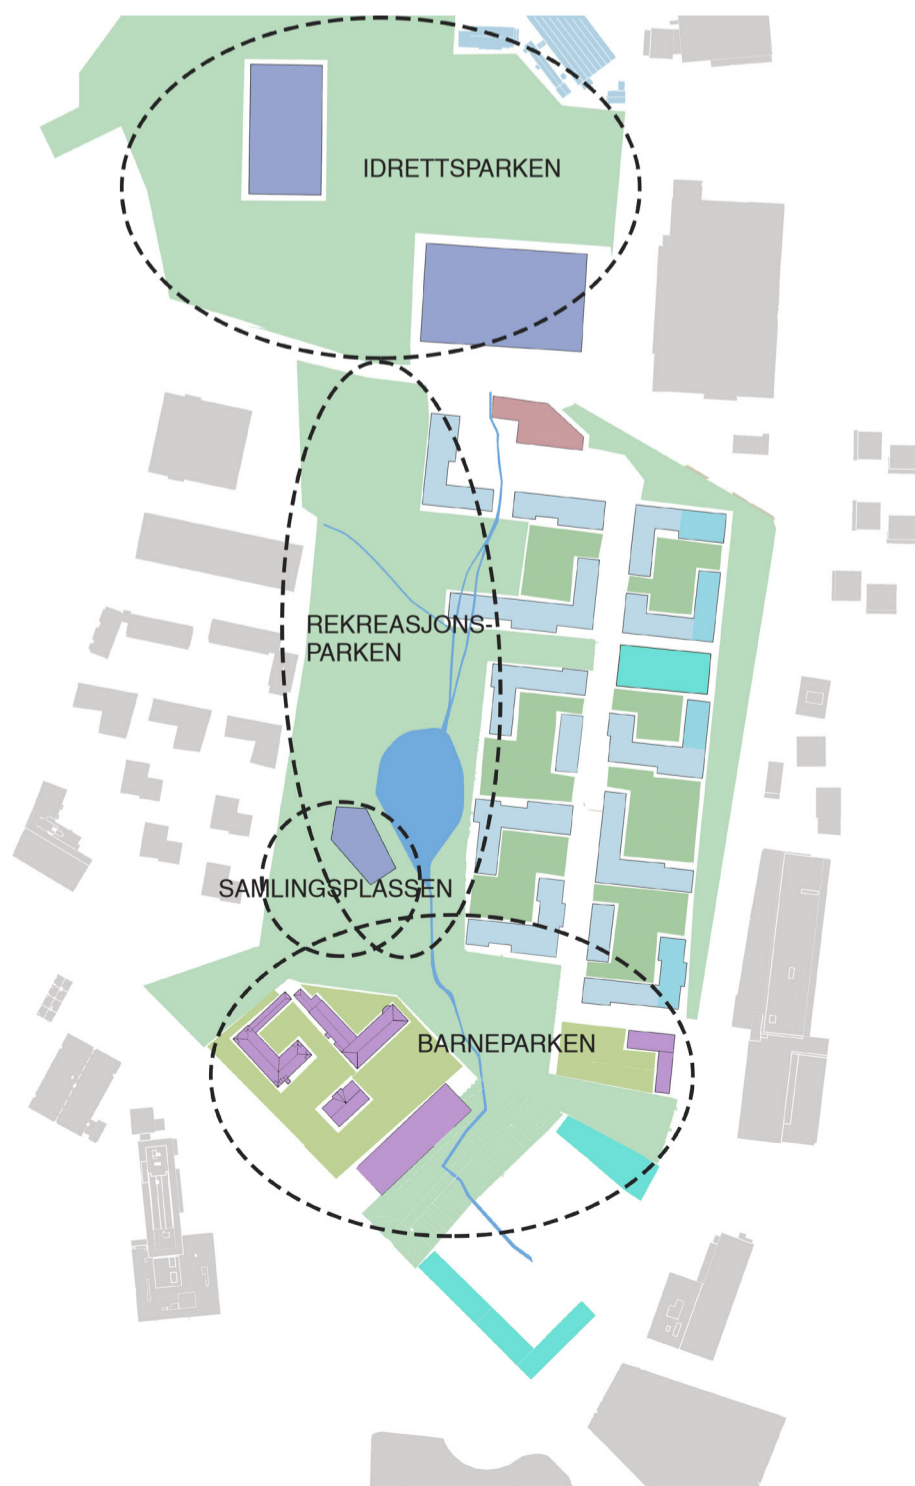 IDRETTSPARKEN
REKREASJONS-
PARKEN
SAMLINGSPLASSEN
BARNEPARKEN